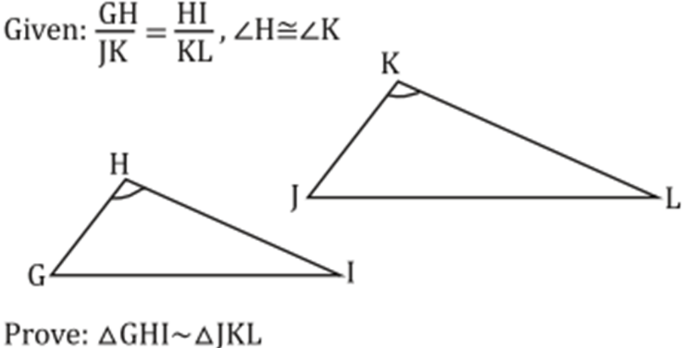 Given: GH/JK = HI/KL, ∠H≅∠K
K
H
J
L
G
I
Prove: △GHI~△JKL